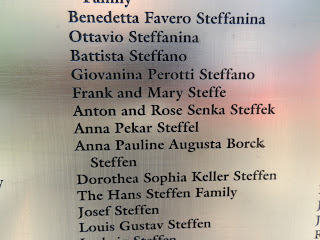 Family
Benedetta Favero Steffanina
Ottavio Steffanina
Battista Steffano
Giovanina Perotti Steffano
Frank and Mary Steffe
Anton and Rose Senka Steffek
Anna Pekar Steffel
Anna Pauline Augusta Borck
Steffen
Dorothea Sophia Keller Steffen
The Hans Steffen Family
Josef Steffen
Louis Gustav Steffen
Ludwig Steffen